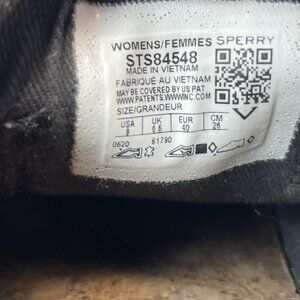 WOMENS/FEMMES SPERRY
STS84548
MADE IN VIETNAM
FABRIQUÉ AU VIETNAM
MAY BE COVERED BY US PAT
WWW.PATENTS.WWWINC.COM
SIZE/GRANDEUR
USA UK EUR CM
9 6.5 40 26
0620 61790